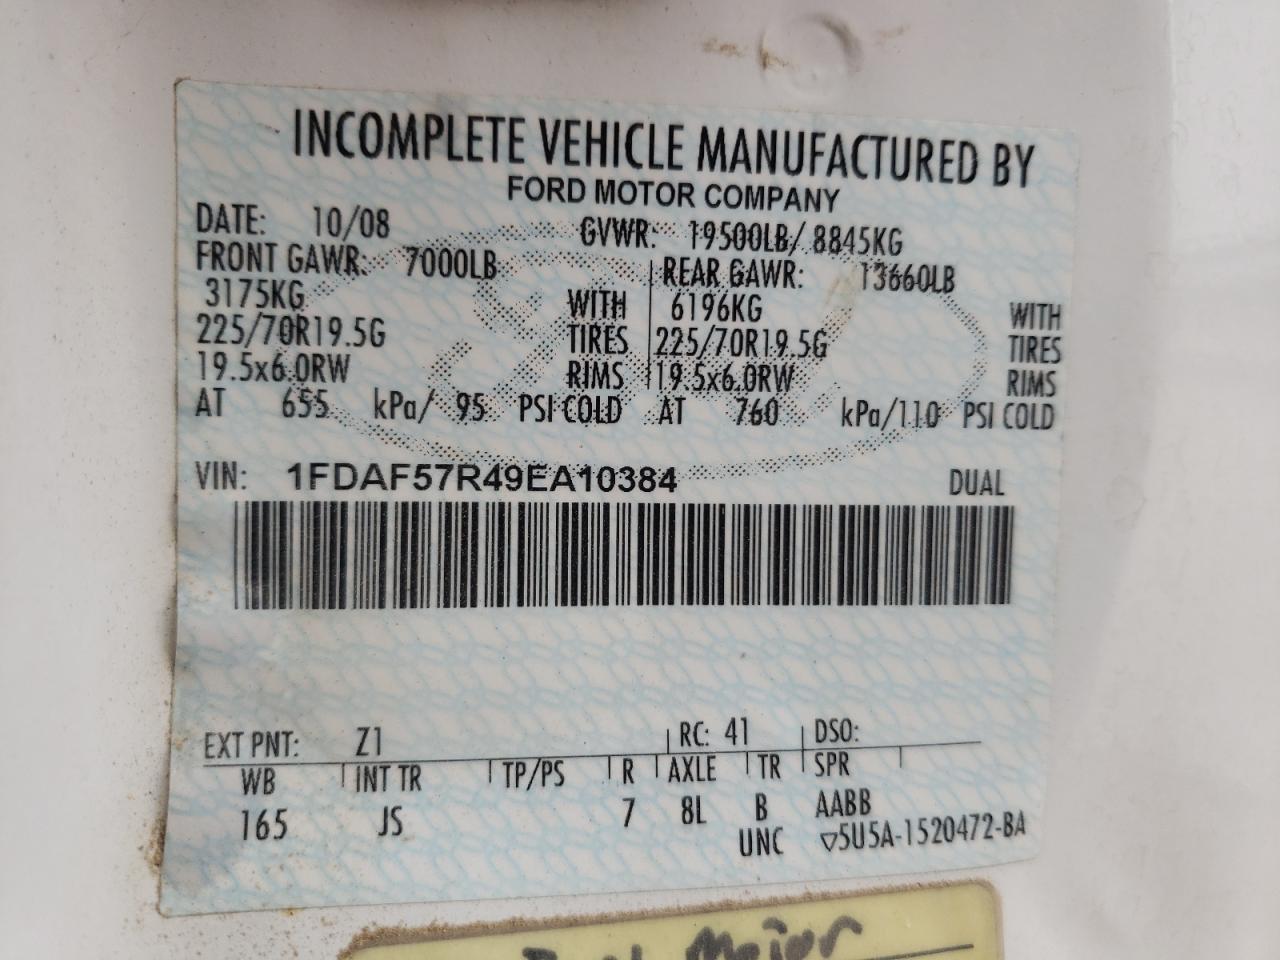 INCOMPLETE VEHICLE MANUFACTURED BY
FORD MOTOR COMPANY
DATE: 10/08 GVWR: 19500LB/ 8845KG
FRONT GAWR: 7000LB REAR GAWR: 13660LB
3175KG WITH 6196KG WITH
225/70R19.5G TIRES 225/70R19.5G TIRES
19.5x6.0RW RIMS 19.5x6.0RW RIMS
AT 655 kPa/ 95 PSI COLD AT 760 kPa/110 PSI COLD
VIN: 1FDAF57R49EA10384 DUAL
EXT PNT: Z1 RC: 41 DSO:
WB INT TR TP/PS R AXLE TR SPR
165 JS 7 8L B AABB
UNC ▽5U5A-1520472-BA
Major